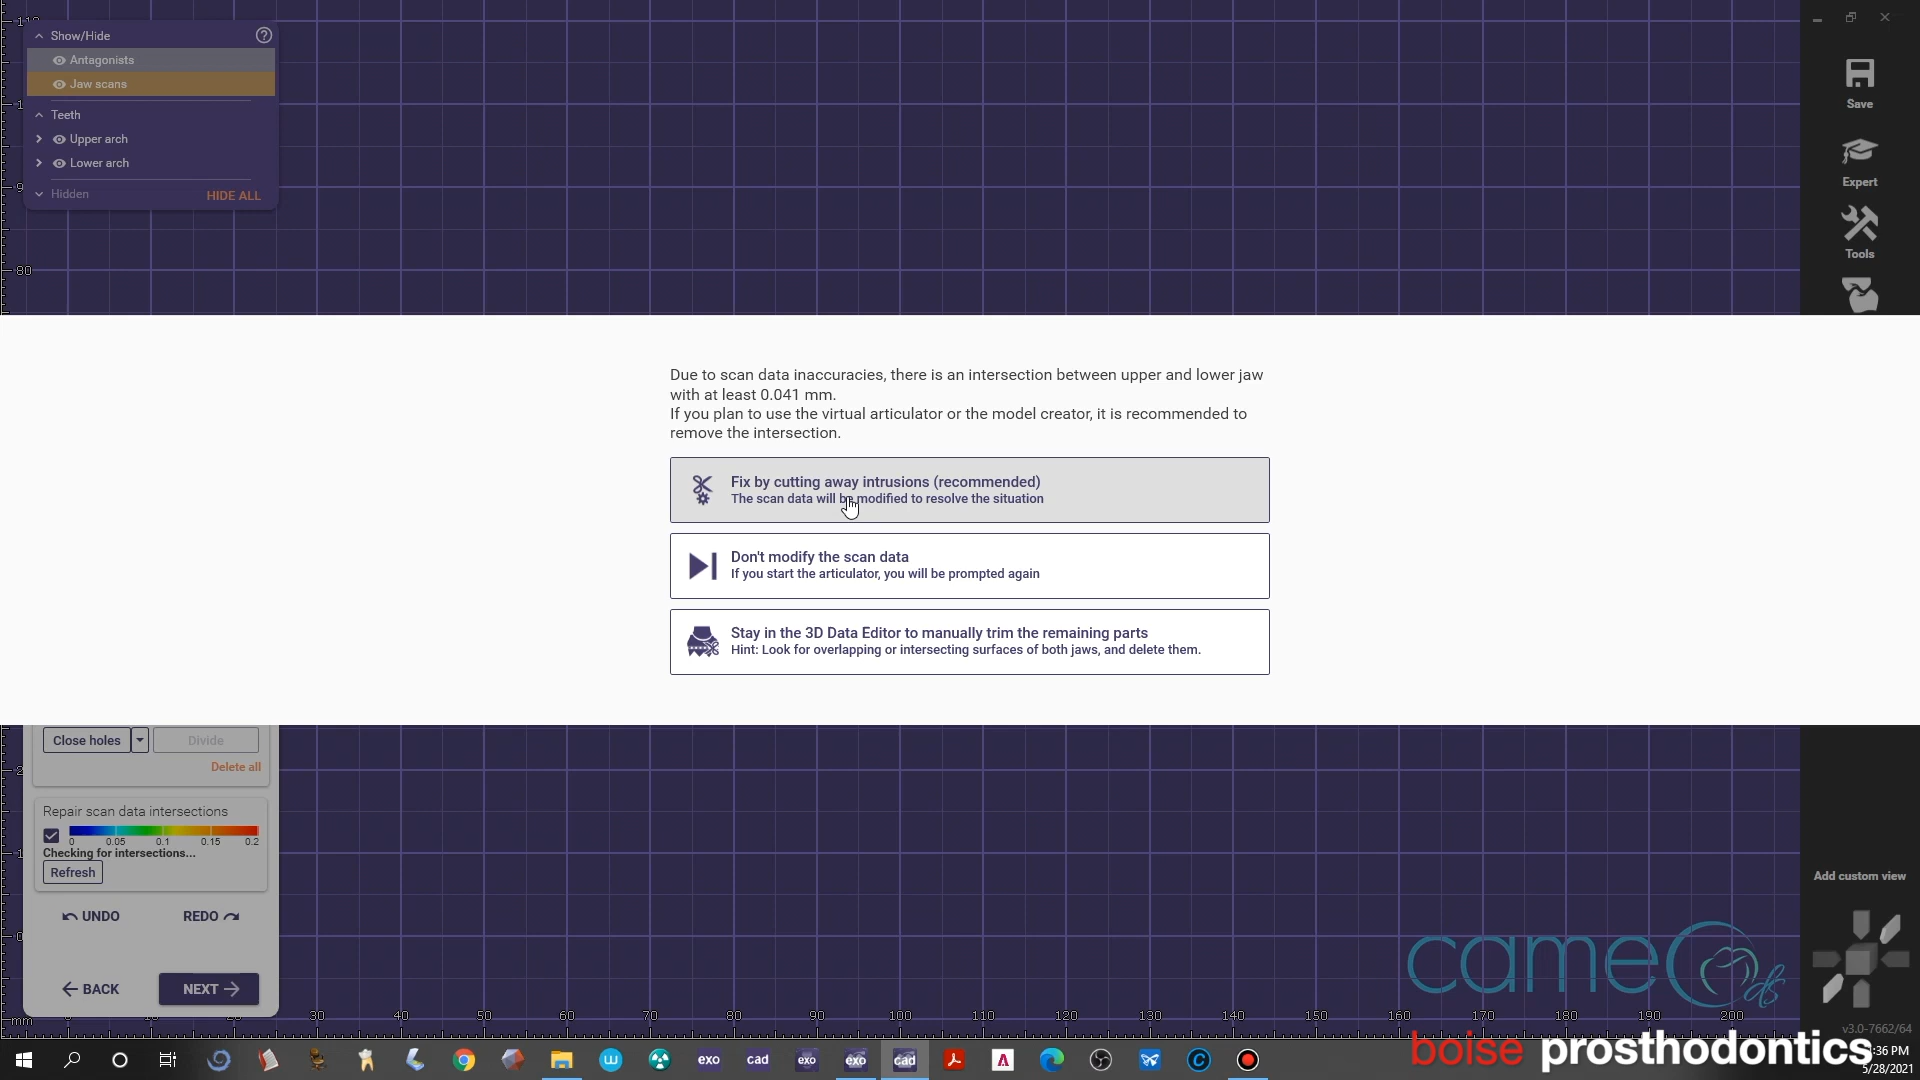 Show/Hide
Antagonists
Jaw scans
Teeth
Upper arch
Lower arch
Hidden HIDE ALL
80
Save
Expert
Tools
Due to scan data inaccuracies, there is an intersection between upper and lower jaw
with at least 0.041 mm.
If you plan to use the virtual articulator or the model creator, it is recommended to
remove the intersection.
Fix by cutting away intrusions (recommended)
The scan data will be modified to resolve the situation
Don't modify the scan data
If you start the articulator, you will be prompted again
Stay in the 3D Data Editor to manually trim the remaining parts
Hint: Look for overlapping or intersecting surfaces of both jaws, and delete them.
Close holes Divide
Delete all
Repair scan data intersections
0 0.05 0.1 0.15 0.2
Checking for intersections...
Refresh
UNDO REDO
BACK NEXT
Add custom view
cameo ds
mm 30 40 50 60 70 80 90 100 110 120 130 140 150 160 170 180 190 200
v3.0-7662/64
boise prosthodontics
exo cad exo exo cad
:36 PM
5/28/2021